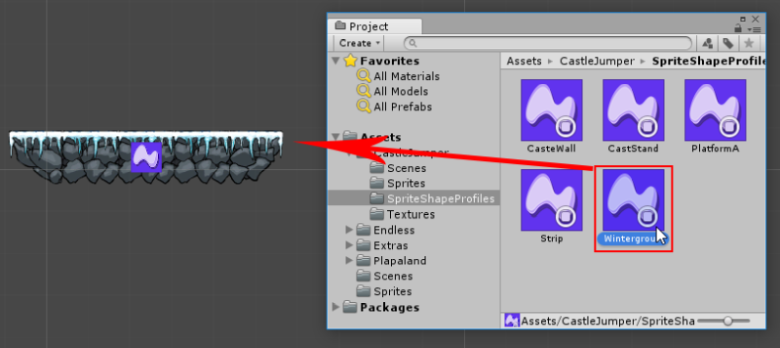 Project
Create
Favorites
All Materials
All Models
All Prefabs
Assets
CastleJumper
Scenes
Sprites
SpriteShapeProfiles
Textures
Endless
Extras
Plapaland
Scenes
Sprites
Packages
Assets CastleJumper SpriteShapeProfile
CasteWall CastStand PlatformA
Strip Wintergrou
Assets/CastleJumper/SpriteSha